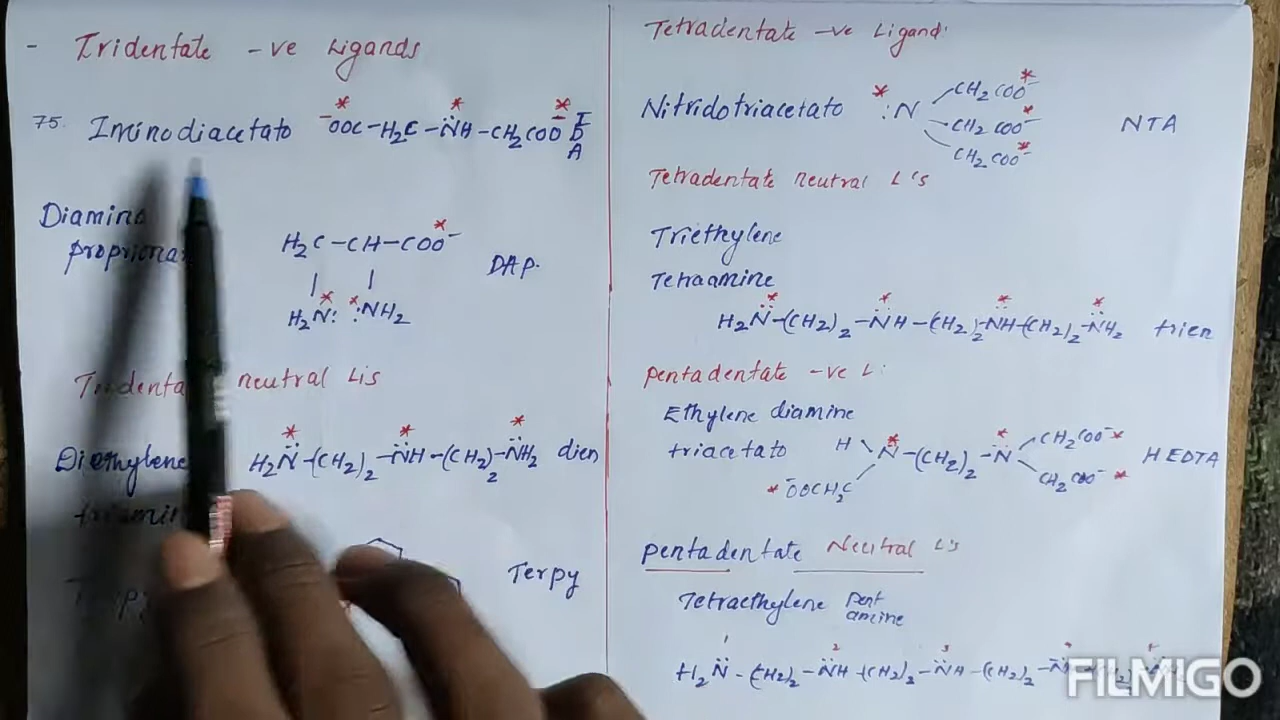 - Tridentate -ve Ligands
75. Iminodiacetato ⁻OOC-H₂C-N̈H-CH₂COO⁻ IDA
Diamino
H₂C-CH-COO⁻
H₂N: :NH₂
DAP.
neutral Lis
Diethylene H₂N̈-(CH₂)₂-N̈H-(CH₂)₂-N̈H₂ dien
Terpy
Tetradentate -ve Ligand:
Nitridotriacetato * :N CH₂COO⁻ * NTA
CH₂COO⁻ *
CH₂COO⁻ *
Tetradentate neutral L's
Triethylene
Tetraamine
H₂N̈-(CH₂)₂-N̈H-(CH₂)₂-N̈H-(CH₂)₂-N̈H₂ trien
pentadentate -ve L:
Ethylene diamine
triacetato H N-(CH₂)₂-N̈ CH₂COO⁻* HEDTA
CH₂COO⁻ *
* ⁻OOCH₂C
pentadentate Neutral L's
Tetraethylene pent
amine
H₂N̈-(CH₂)₂-N̈H-(CH₂)₂-N̈H-(CH₂)₂-N̈H
FILMIGO